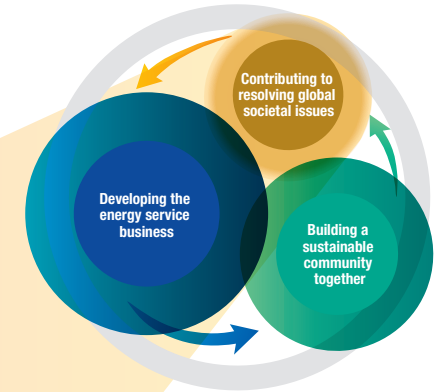 Contributing to
resolving global
societal issues
Developing the
energy service
business
Building a
sustainable
community
together